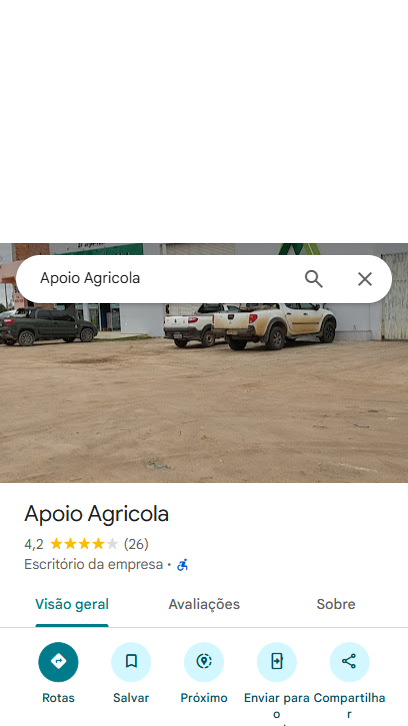 Apoio Agricola
Apoio Agricola
4,2 (26)
Escritório da empresa ·
Visão geral Avaliações Sobre
Rotas Salvar Próximo Enviar para Compartilha
o r